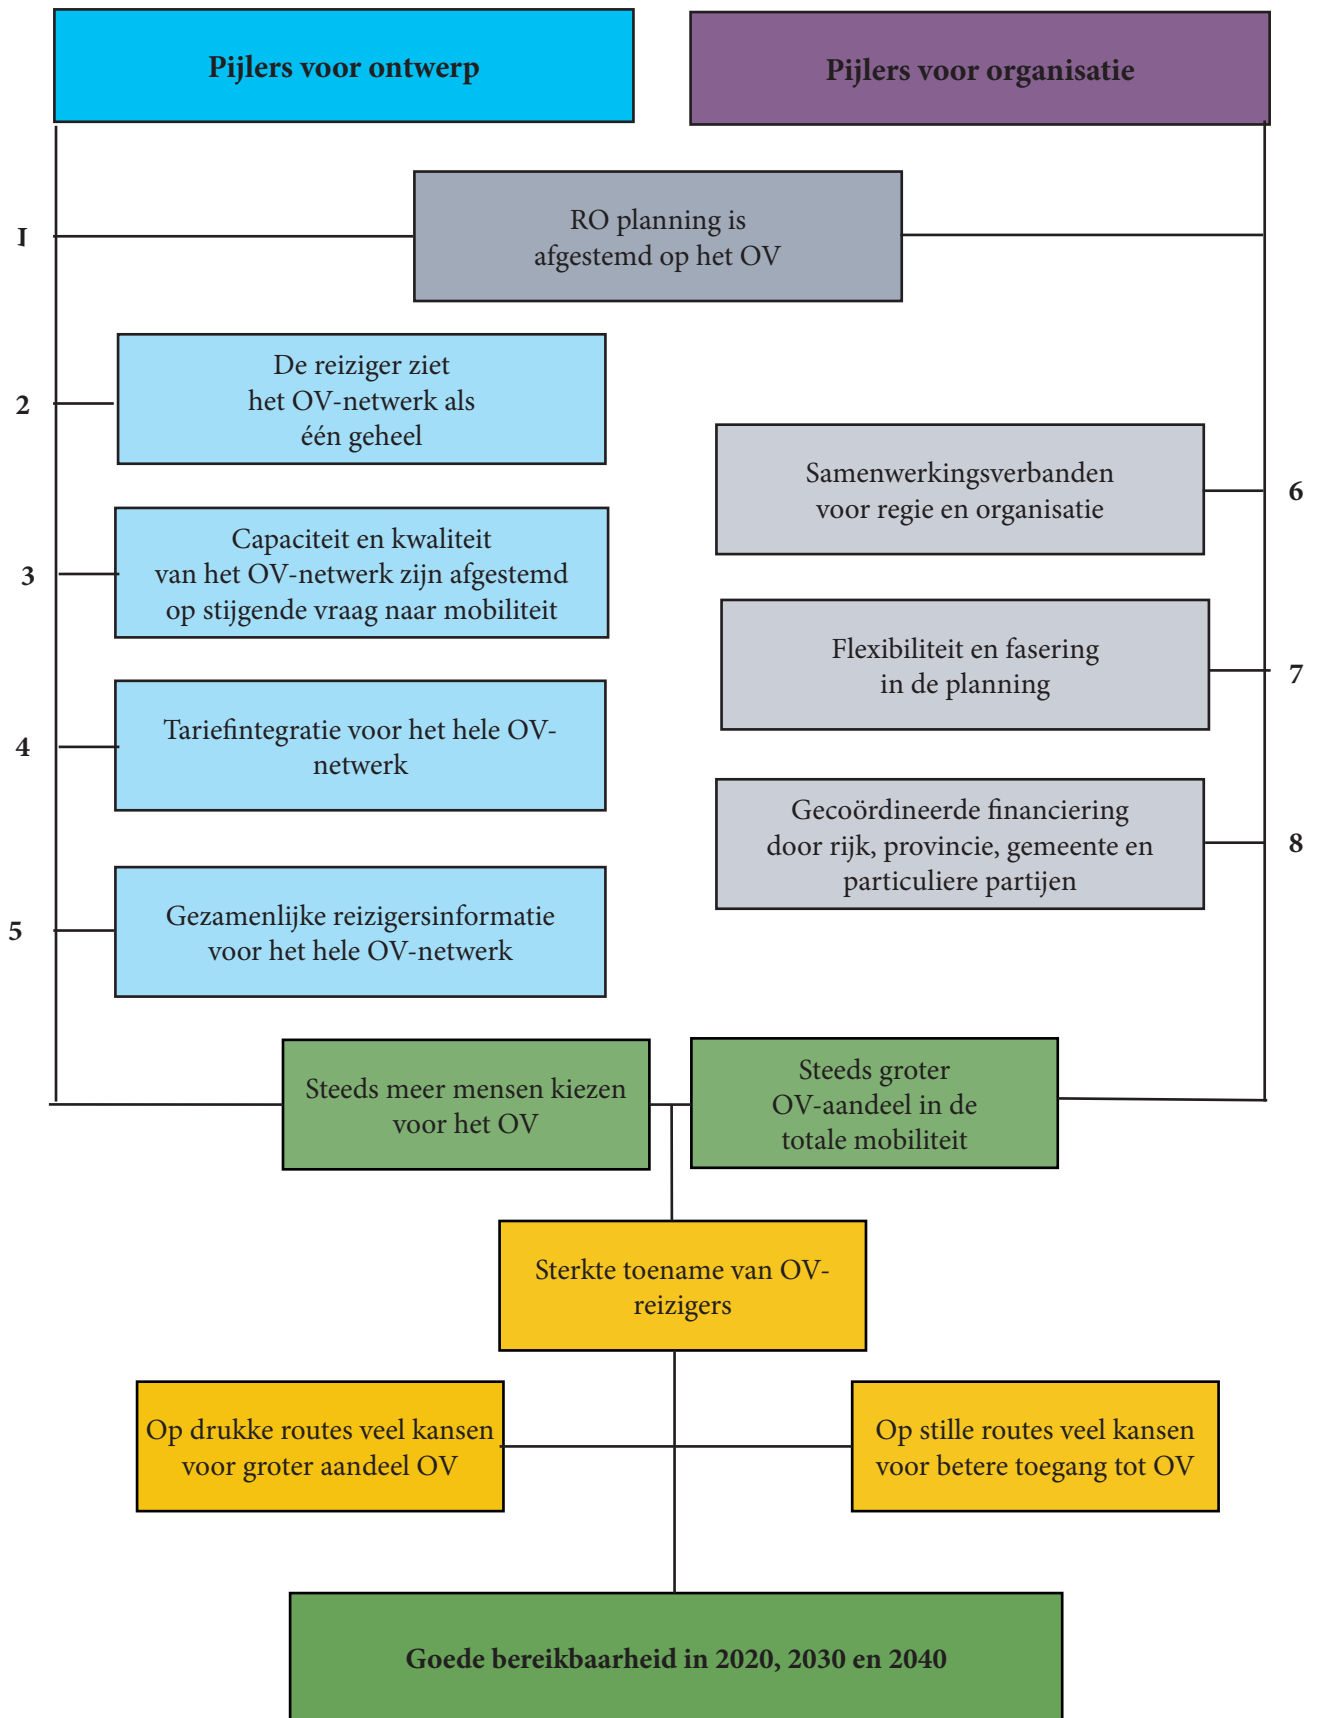 Pijlers voor ontwerp
Pijlers voor organisatie
I
RO planning is
afgestemd op het OV
2
De reiziger ziet
het OV-netwerk als
één geheel
3
Capaciteit en kwaliteit
van het OV-netwerk zijn afgestemd
op stijgende vraag naar mobiliteit
4
Tariefintegratie voor het hele OV-
netwerk
5
Gezamenlijke reizigersinformatie
voor het hele OV-netwerk
Samenwerkingsverbanden
voor regie en organisatie
6
Flexibiliteit en fasering
in de planning
7
Gecoördineerde financiering
door rijk, provincie, gemeente en
particuliere partijen
8
Steeds meer mensen kiezen
voor het OV
Steeds groter
OV-aandeel in de
totale mobiliteit
Sterkte toename van OV-
reizigers
Op drukke routes veel kansen
voor groter aandeel OV
Op stille routes veel kansen
voor betere toegang tot OV
Goede bereikbaarheid in 2020, 2030 en 2040